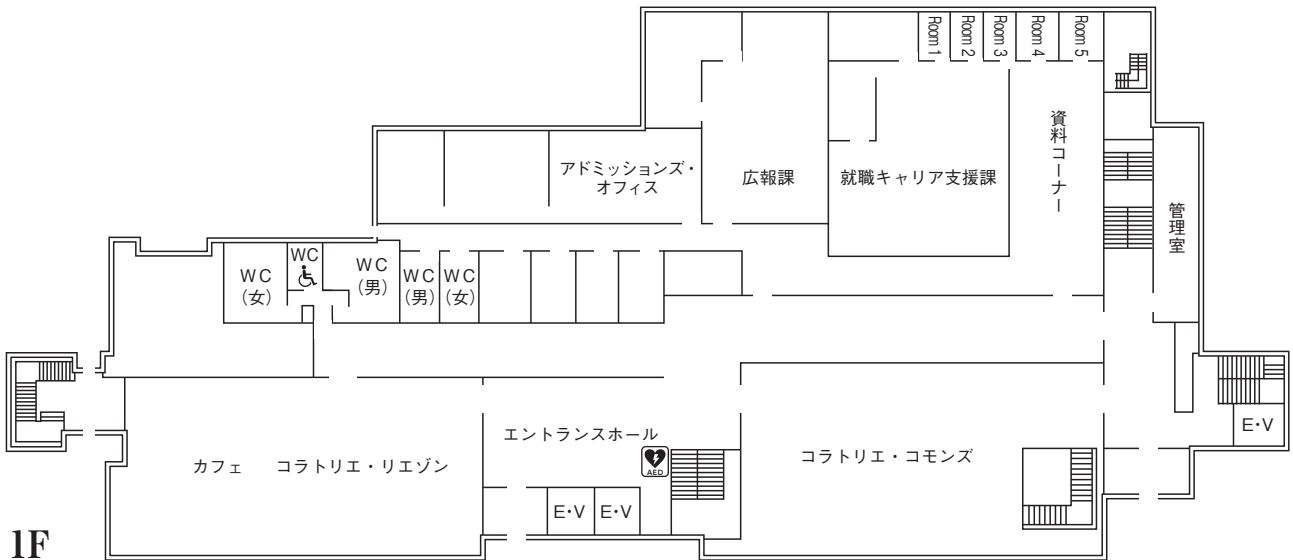 Room 1
Room 2
Room 3
Room 4
Room 5
アドミッションズ・
オフィス
広報課
就職キャリア支援課
資料コーナー
管理室
WC
(女)
WC
WC
(男)
WC
(男)
WC
(女)
エントランスホール
AED
カフェ コラトリエ・リエゾン
コラトリエ・コモンズ
E・V
E・V
E・V
1F